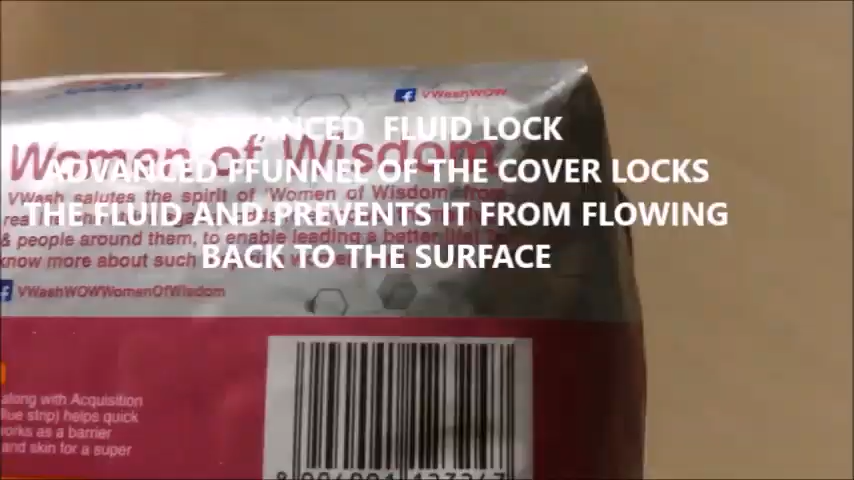 VWashWOW
ADVANCED FLUID LOCK
Women of Wisdom
ADVANCED FFUNNEL OF THE COVER LOCKS
VWash salutes the spirit of 'Women of Wisdom' from
THE FLUID AND PREVENTS IT FROM FLOWING
& people around them, to enable leading a better life!
BACK TO THE SURFACE
know more about such
VWashWOWWomenOfWisdom
along with Acquisition
lue strip) helps quick
orks as a barrier
and skin for a super